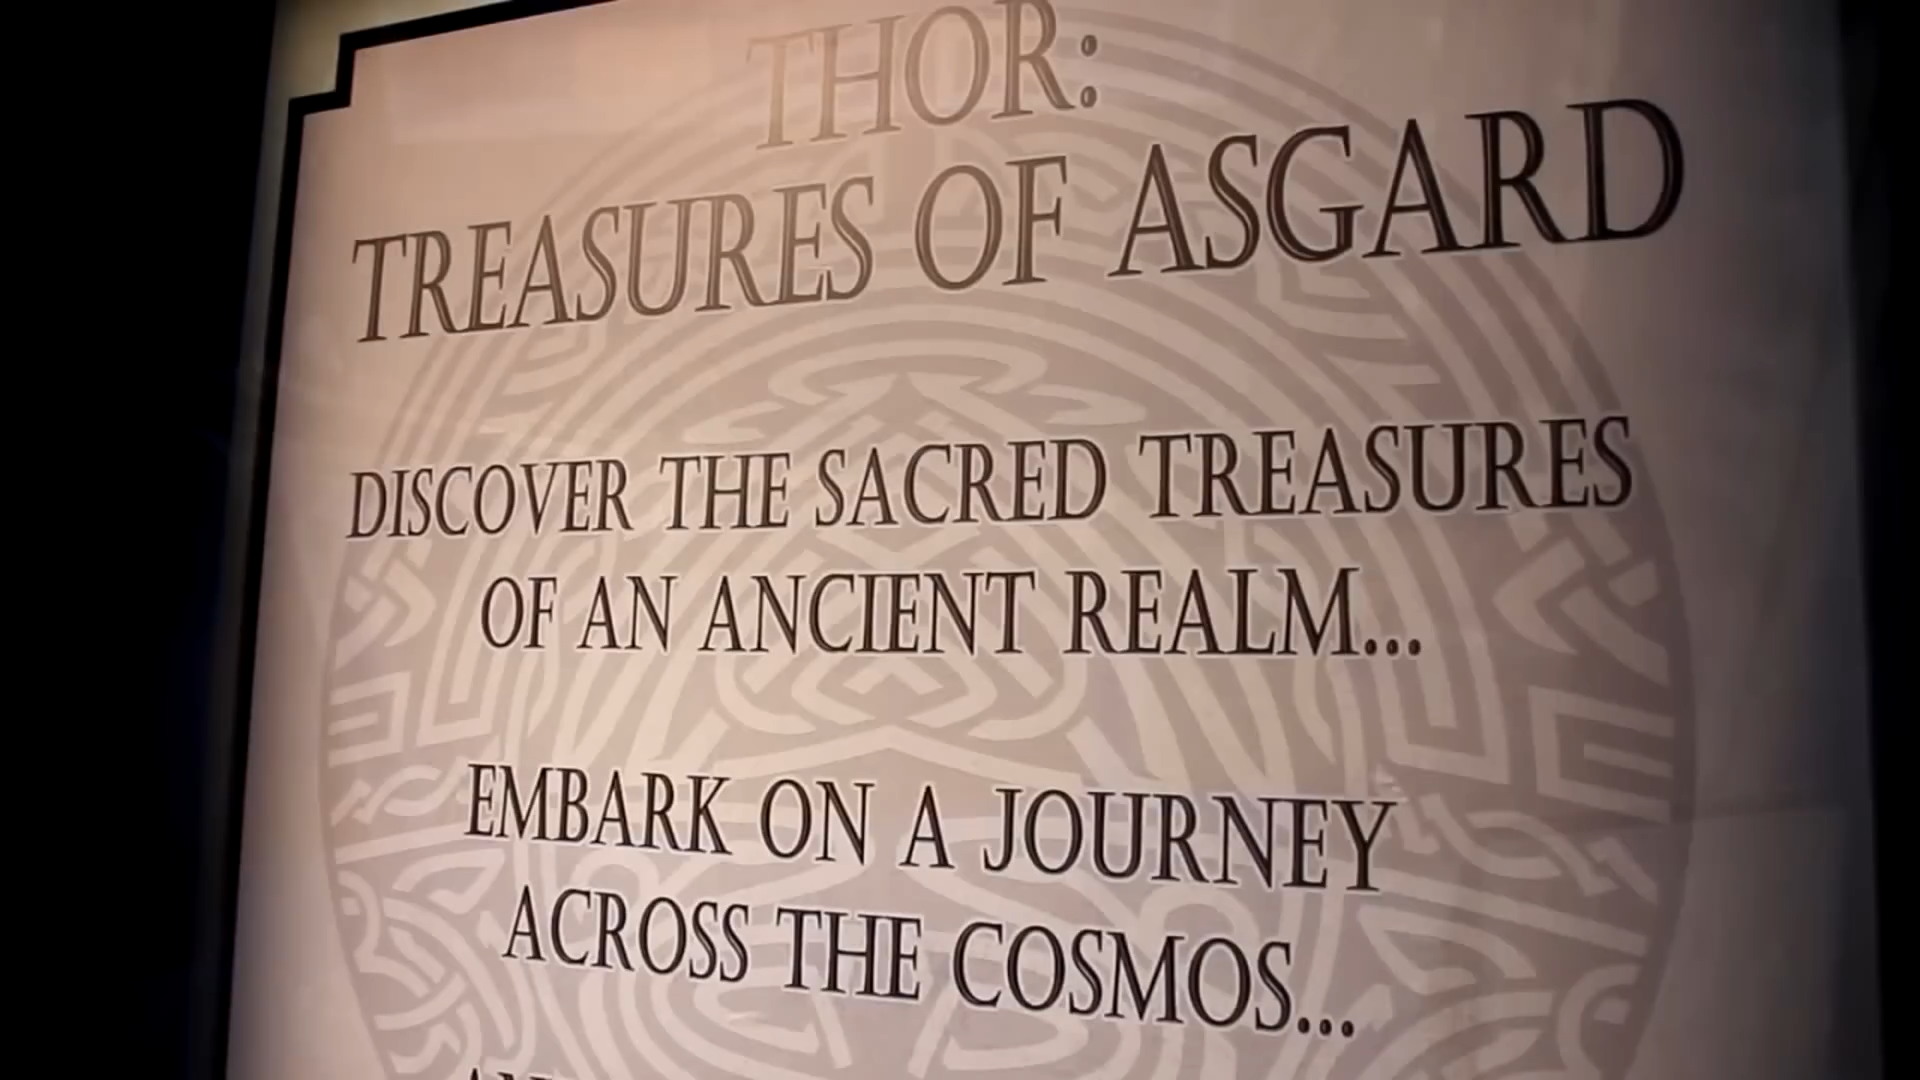 THOR:
TREASURES OF ASGARD
DISCOVER THE SACRED TREASURES
OF AN ANCIENT REALM...
EMBARK ON A JOURNEY
ACROSS THE COSMOS...